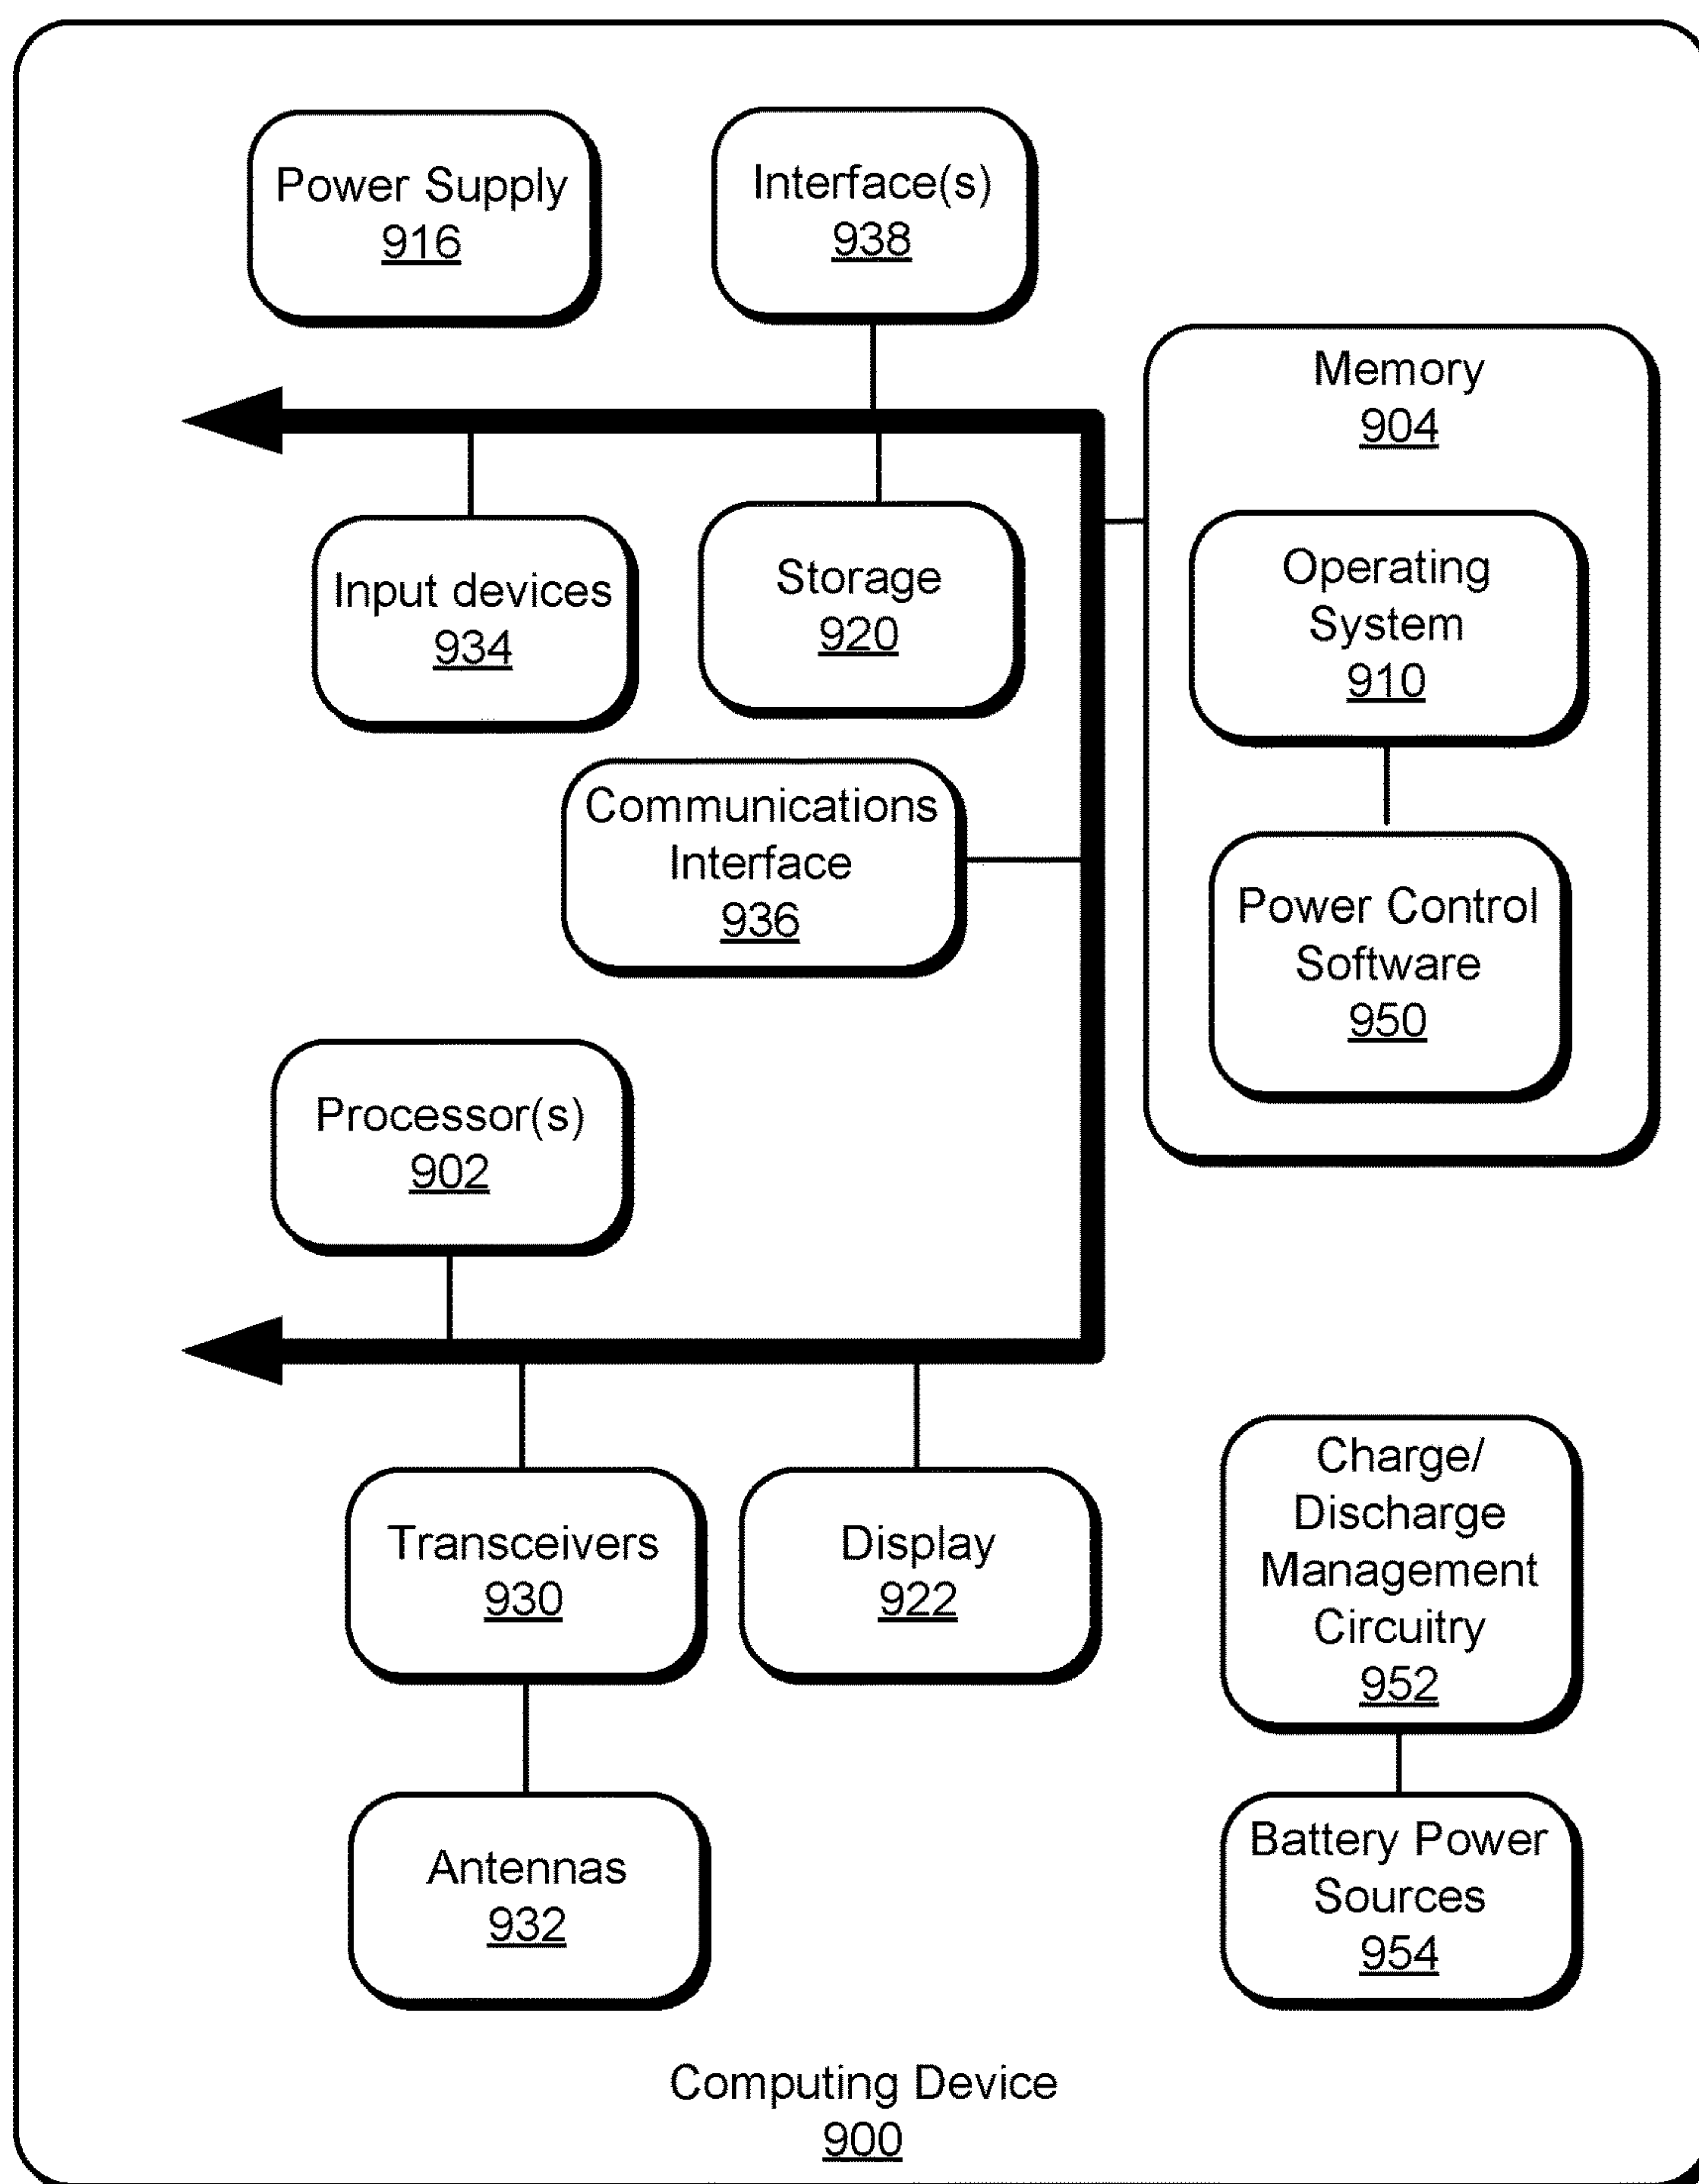 Power Supply
916
Interface(s)
938
Memory
904
Input devices
934
Storage
920
Operating
System
910
Communications
Interface
936
Power Control
Software
950
Processor(s)
902
Transceivers
930
Display
922
Charge/
Discharge
Management
Circuitry
952
Antennas
932
Battery Power
Sources
954
Computing Device
900